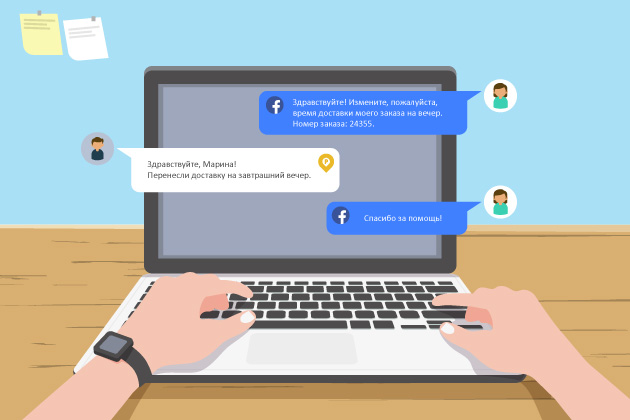 Здравствуйте! Измените, пожалуйста,
время доставки моего заказа на вечер.
Номер заказа: 24355.
Здравствуйте, Марина!
Перенесли доставку на завтрашний вечер.
Спасибо за помощь!